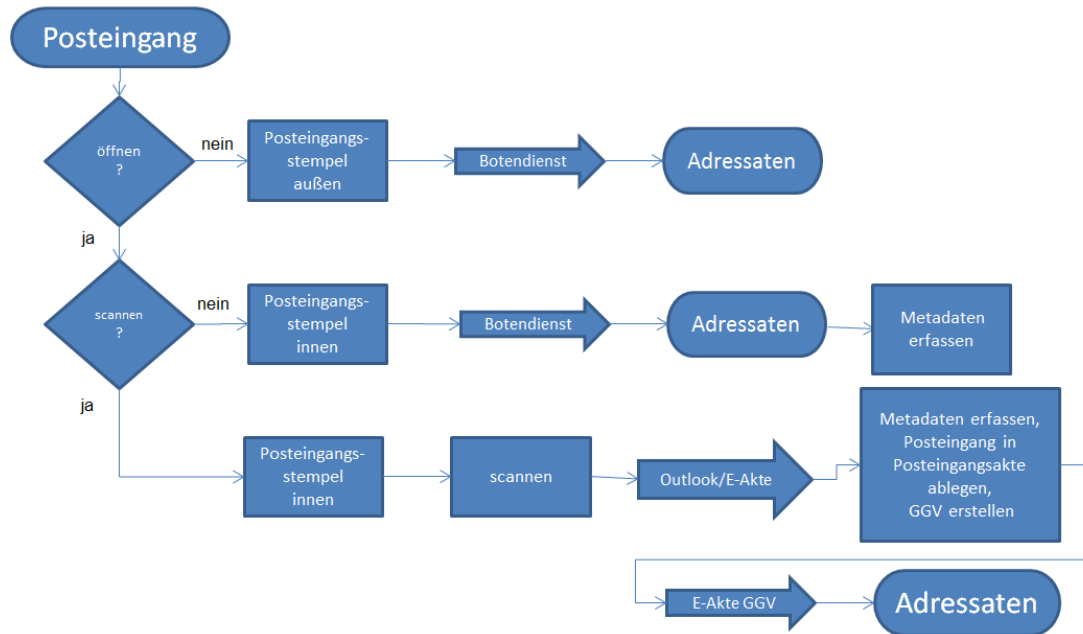 Posteingang
öffnen
?
nein
Posteingangs-
stempel
außen
Botendienst
Adressaten
ja
scannen
?
nein
Posteingangs-
stempel
innen
Botendienst
Adressaten
Metadaten
erfassen
ja
Posteingangs-
stempel
innen
scannen
Outlook/E-Akte
Metadaten erfassen,
Posteingang in
Posteingangsakte
ablegen,
GGV erstellen
E-Akte GGV
Adressaten